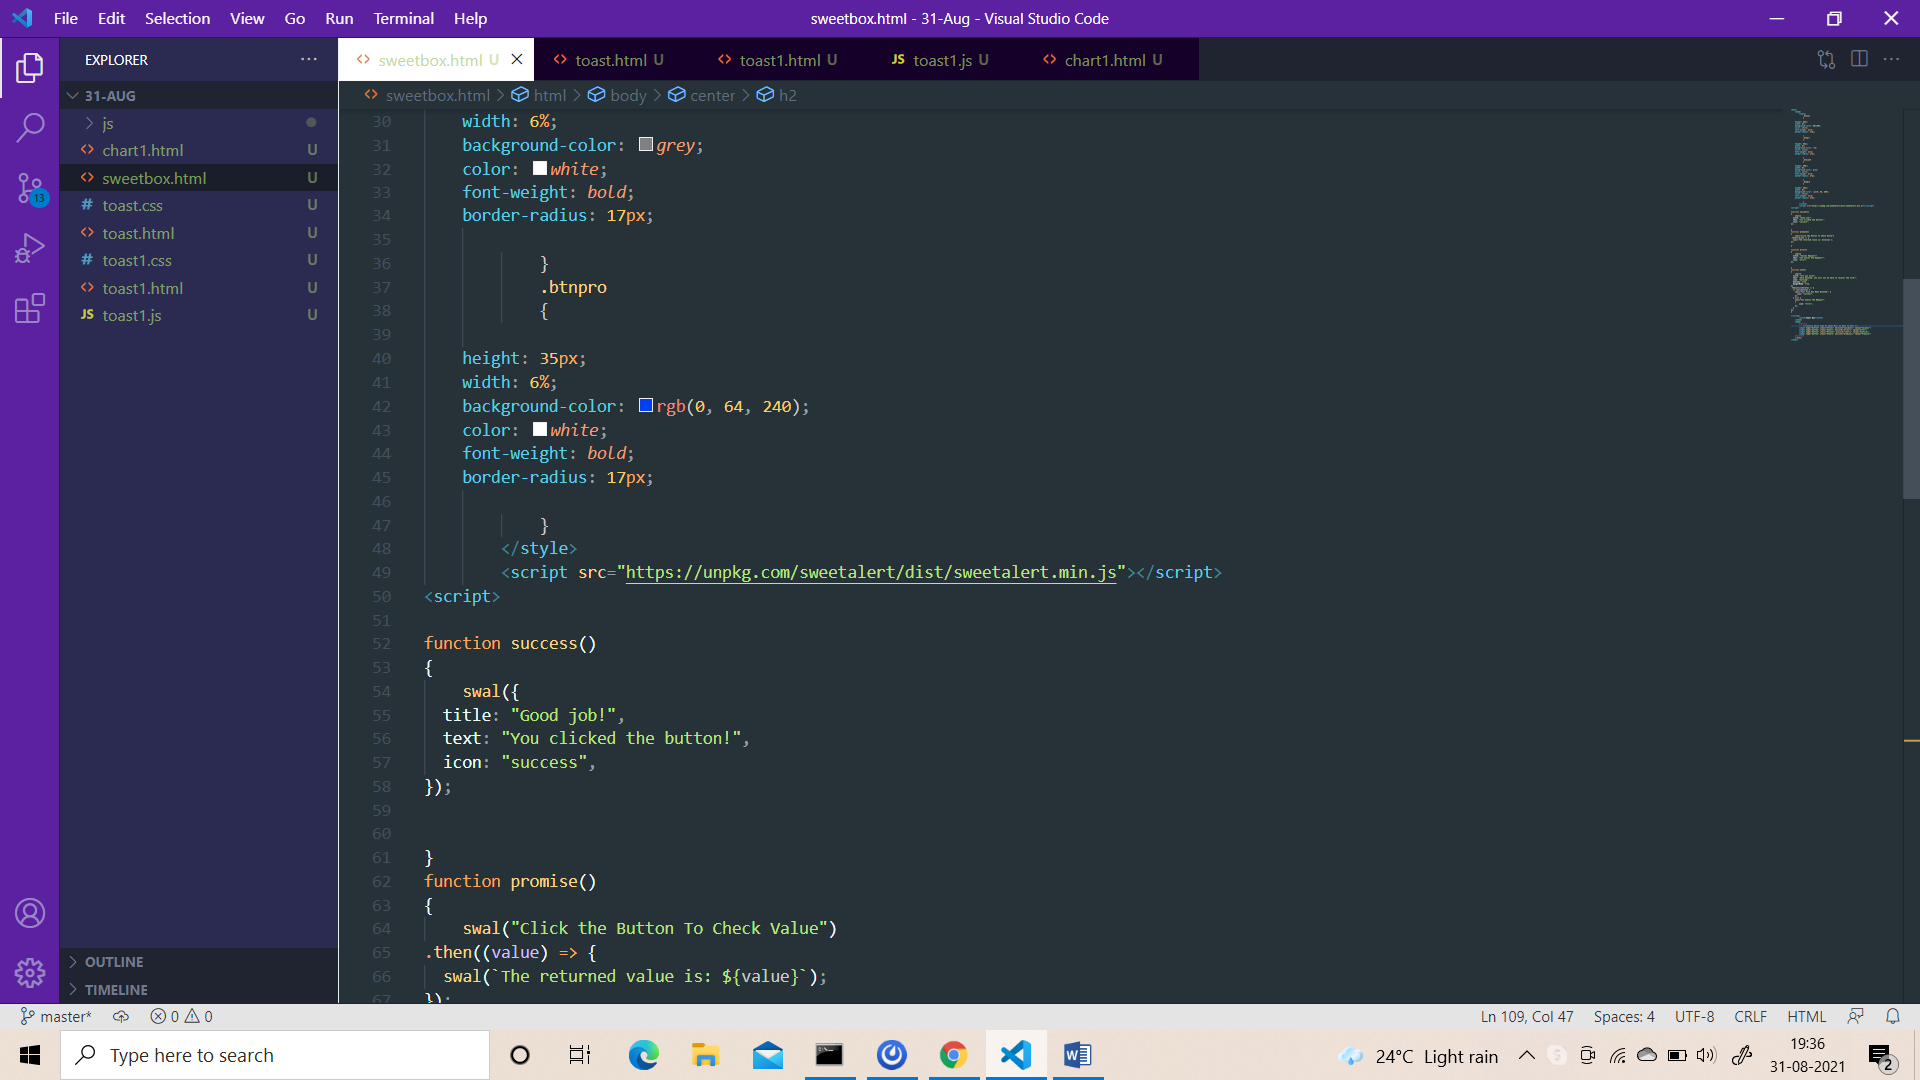 File Edit Selection View Go Run Terminal Help
sweetbox.html - 31-Aug - Visual Studio Code
EXPLORER
31-AUG
js
chart1.html U
sweetbox.html U
toast.css U
toast.html U
toast1.css U
toast1.html U
JS toast1.js U
OUTLINE
TIMELINE
13
sweetbox.html U
toast.html U
toast1.html U
JS toast1.js U
chart1.html U
sweetbox.html > html > body > center > h2
30 width: 6%;
31 background-color: grey;
32 color: white;
33 font-weight: bold;
34 border-radius: 17px;
35
36 }
37 .btnpro
38 {
39
40 height: 35px;
41 width: 6%;
42 background-color: rgb(0, 64, 240);
43 color: white;
44 font-weight: bold;
45 border-radius: 17px;
46
47 }
48 </style>
49 <script src="https://unpkg.com/sweetalert/dist/sweetalert.min.js"></script>
50 <script>
51
52 function success()
53 {
54 swal({
55 title: "Good job!",
56 text: "You clicked the button!",
57 icon: "success",
58 });
59
60
61 }
62 function promise()
63 {
64 swal("Click the Button To Check Value")
65 .then((value) => {
66 swal(`The returned value is: ${value}`);
67 });
master* 0 0
Ln 109, Col 47 Spaces: 4 UTF-8 CRLF HTML
Type here to search
24°C Light rain
19:36
31-08-2021
2